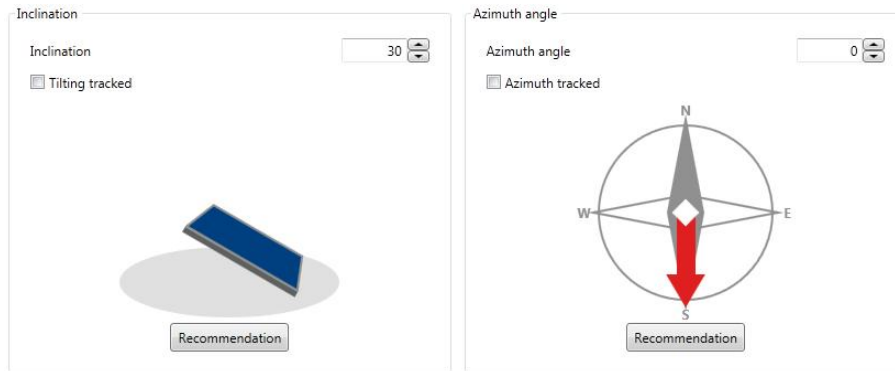 Inclination
Inclination 30
Tilting tracked
Recommendation
Azimuth angle
Azimuth angle 0
Azimuth tracked
N
W E
S
Recommendation